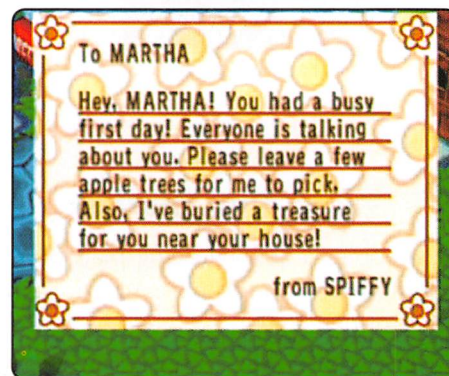 To MARTHA
Hey, MARTHA! You had a busy
first day! Everyone is talking
about you. Please leave a few
apple trees for me to pick.
Also, I've buried a treasure
for you near your house!
from SPIFFY